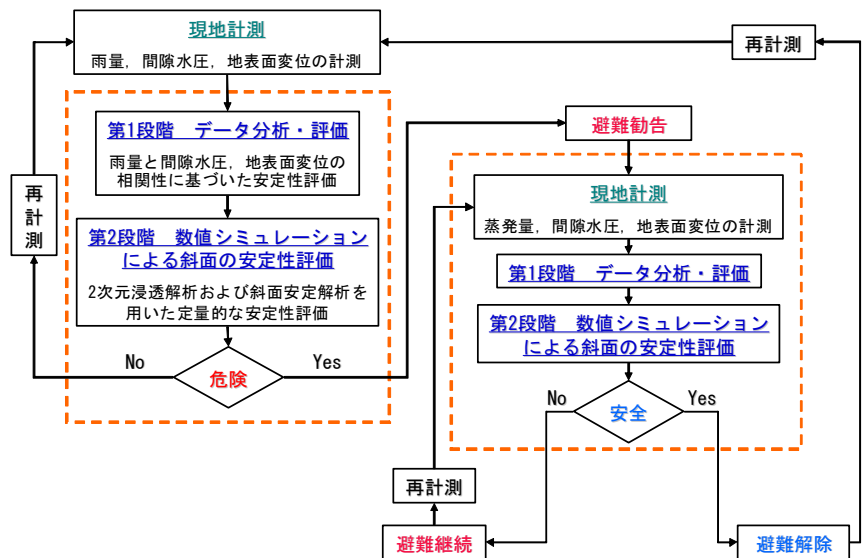 現地計測
雨量，間隙水圧，地表面変位の計測
第1段階　データ分析・評価
雨量と間隙水圧，地表面変位の
相関性に基づいた安定性評価
再計測
第2段階　数値シミュレーション
による斜面の安定性評価
2次元浸透解析および斜面安定解析を
用いた定量的な安定性評価
No
Yes
危険
再計測
避難勧告
現地計測
蒸発量，間隙水圧，地表面変位の計測
第1段階　データ分析・評価
第2段階　数値シミュレーション
による斜面の安定性評価
No
Yes
安全
再計測
避難継続
避難解除